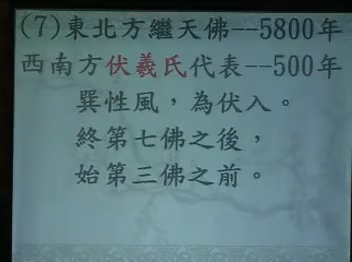 (7)東北方繼天佛--5800年
西南方伏羲氏代表--500年
巽性風,為伏入。
終第七佛之後,
始第三佛之前。